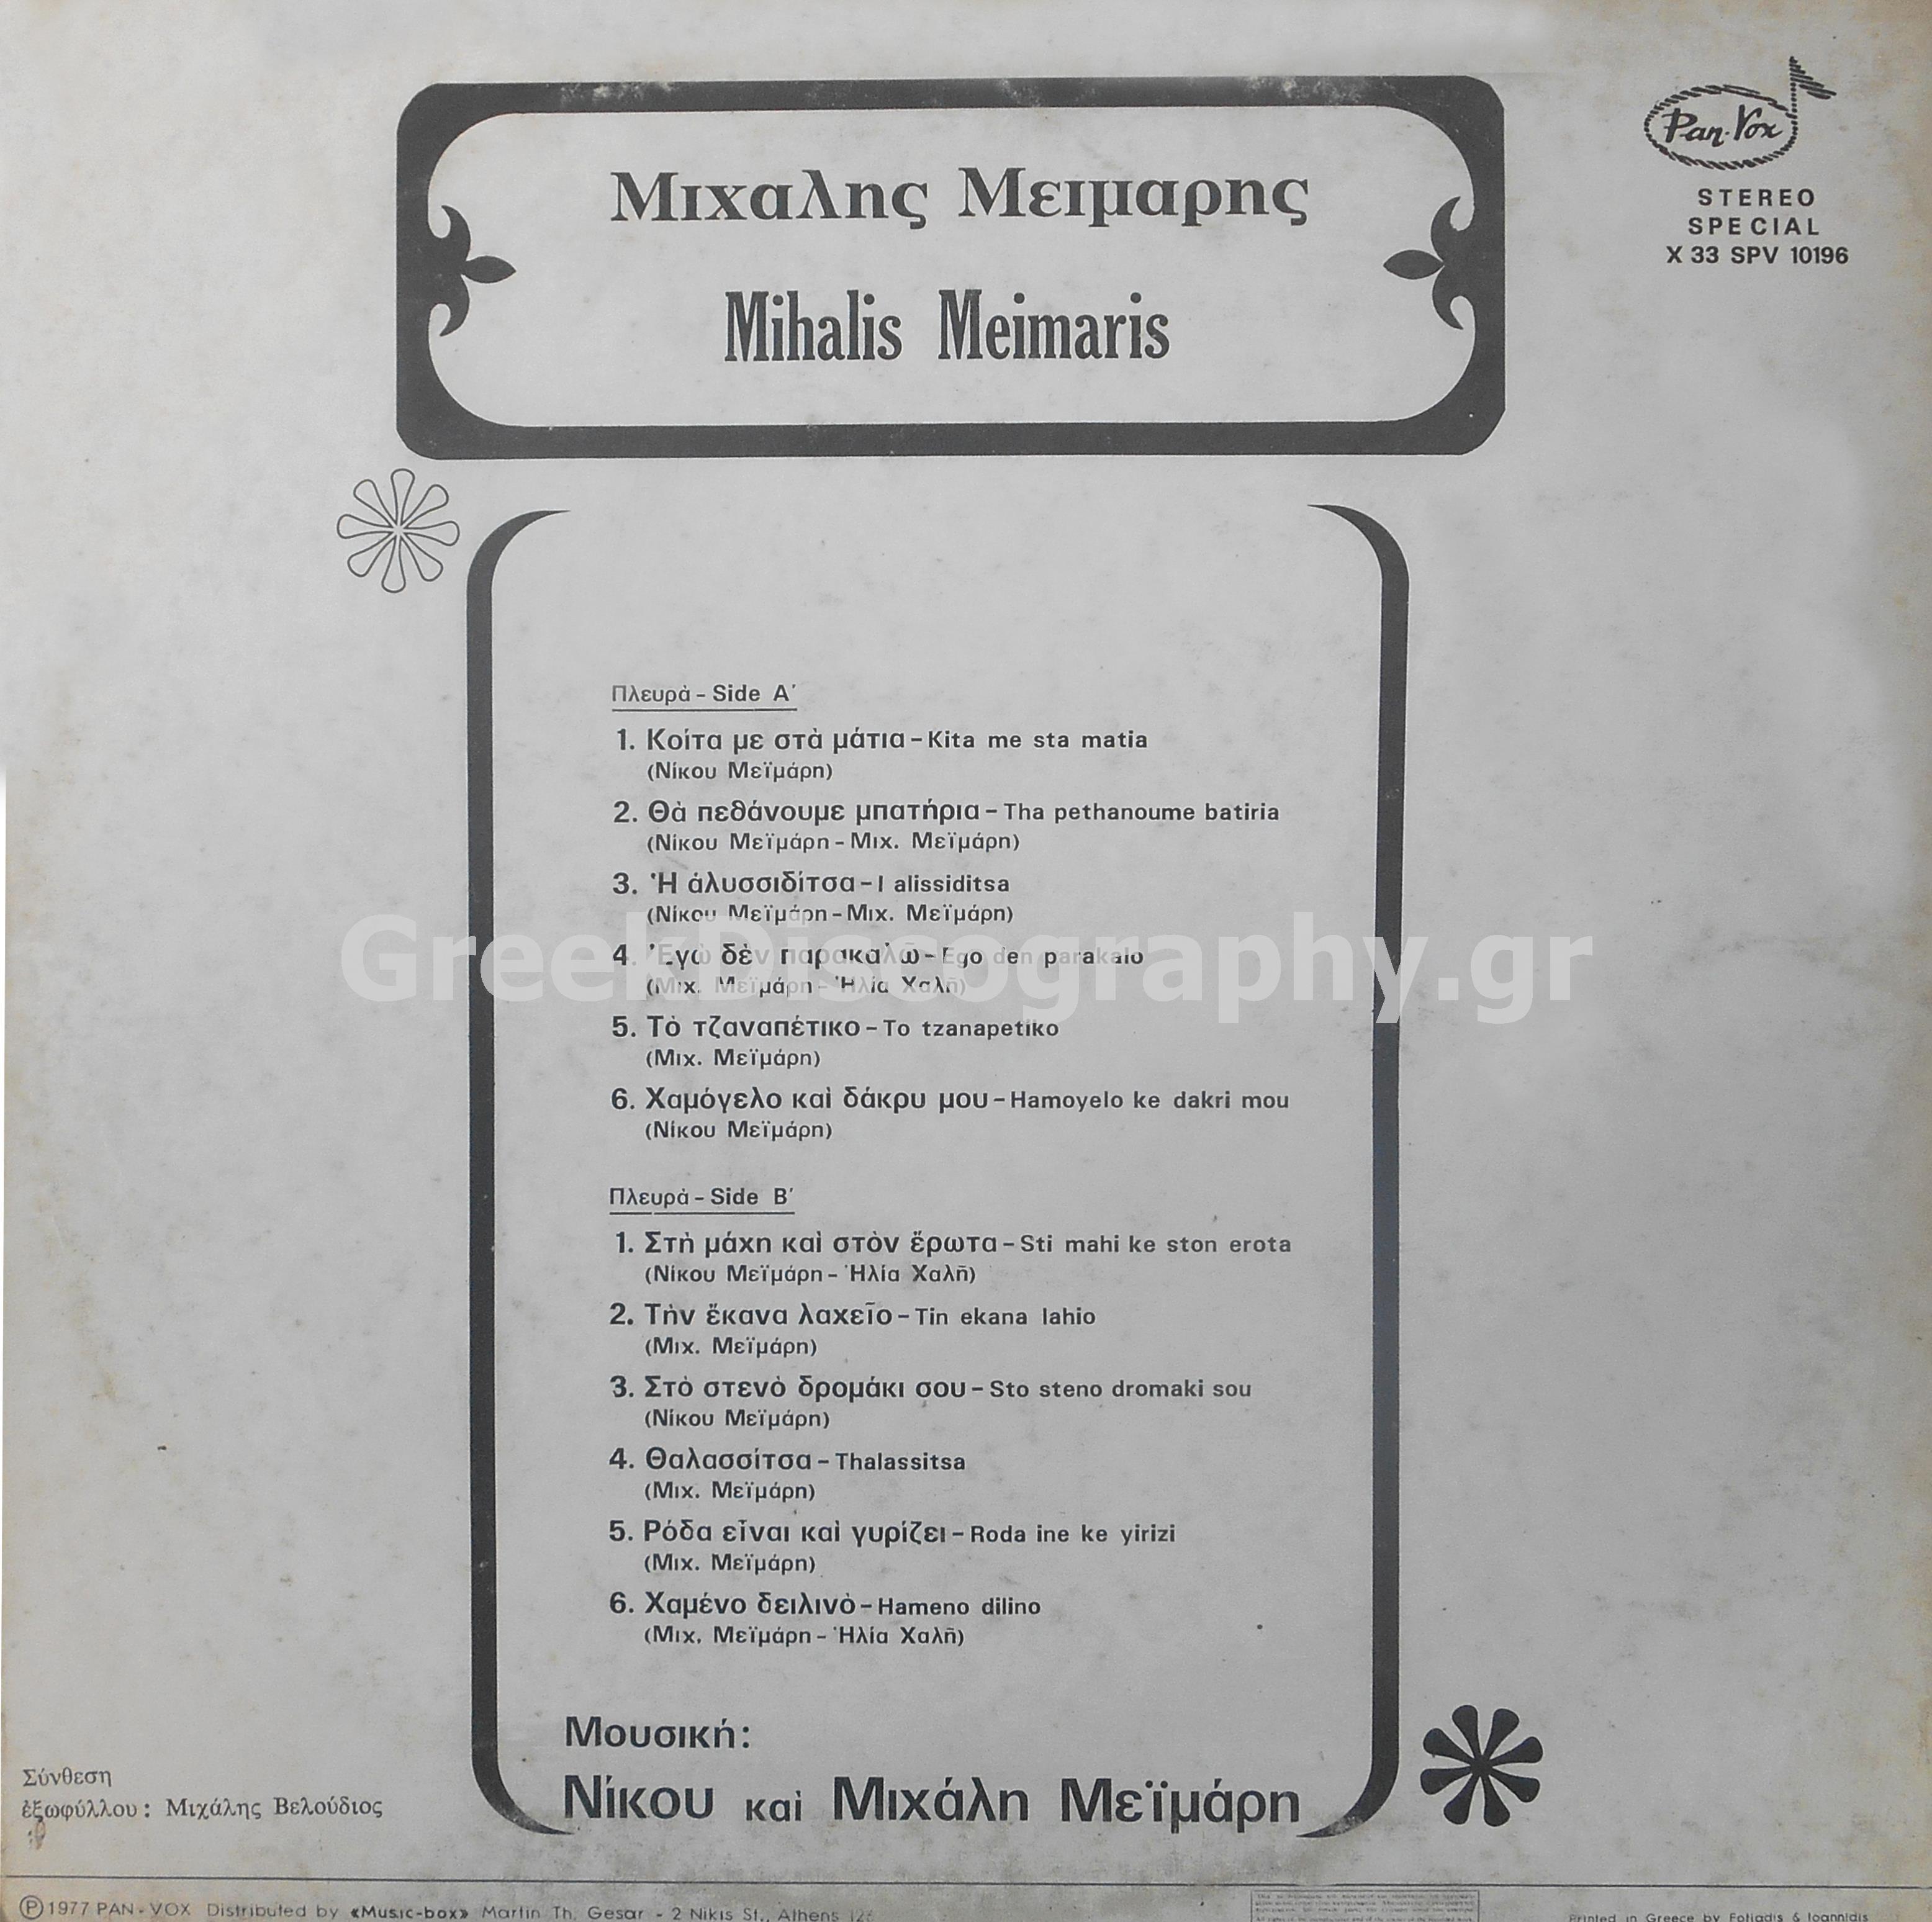 Pan-Vox
STEREO
SPECIAL
X 33 SPV 10196
Μιχαλης Μειμαρης
Mihalis Meimaris
Πλευρὰ - Side A΄
1. Κοίτα με στὰ μάτια - Kita me sta matia
(Νίκου Μεϊμάρη)
2. Θὰ πεθάνουμε μπατήρια - Tha pethanoume batiria
(Νίκου Μεϊμάρη - Μιχ. Μεϊμάρη)
3. Ἡ ἁλυσσιδίτσα - I alissiditsa
(Νίκου Μεϊμάρη - Μιχ. Μεϊμάρη)
4. Ἐγὼ δὲν παρακαλῶ - Ego den parakalo
(Μιχ. Μεϊμάρη - Ἠλία Χαλῆ)
5. Τὸ τζαναπέτικο - To tzanapetiko
(Μιχ. Μεϊμάρη)
6. Χαμόγελο καὶ δάκρυ μου - Hamoyelo ke dakri mou
(Νίκου Μεϊμάρη)
Πλευρὰ - Side B΄
1. Στὴ μάχη καὶ στὸν ἔρωτα - Sti mahi ke ston erota
(Νίκου Μεϊμάρη - Ἠλία Χαλῆ)
2. Τὴν ἔκανα λαχεῖο - Tin ekana lahio
(Μιχ. Μεϊμάρη)
3. Στὸ στενὸ δρομάκι σου - Sto steno dromaki sou
(Νίκου Μεϊμάρη)
4. Θαλασσίτσα - Thalassitsa
(Μιχ. Μεϊμάρη)
5. Ρόδα εἶναι καὶ γυρίζει - Roda ine ke yirizi
(Μιχ. Μεϊμάρη)
6. Χαμένο δειλινὸ - Hameno dilino
(Μιχ. Μεϊμάρη - Ἠλία Χαλῆ)
GreekDiscography.gr
Μουσική:
Νίκου καὶ Μιχάλη Μεϊμάρη
Σύνθεση
ἐξωφύλλου: Μιχάλης Βελούδιος
Ⓟ 1977 PAN-VOX Distributed by «Music-box» Martin Th. Gesar - 2 Nikis St., Athens
Printed in Greece by Fotiadis & Ioannidis